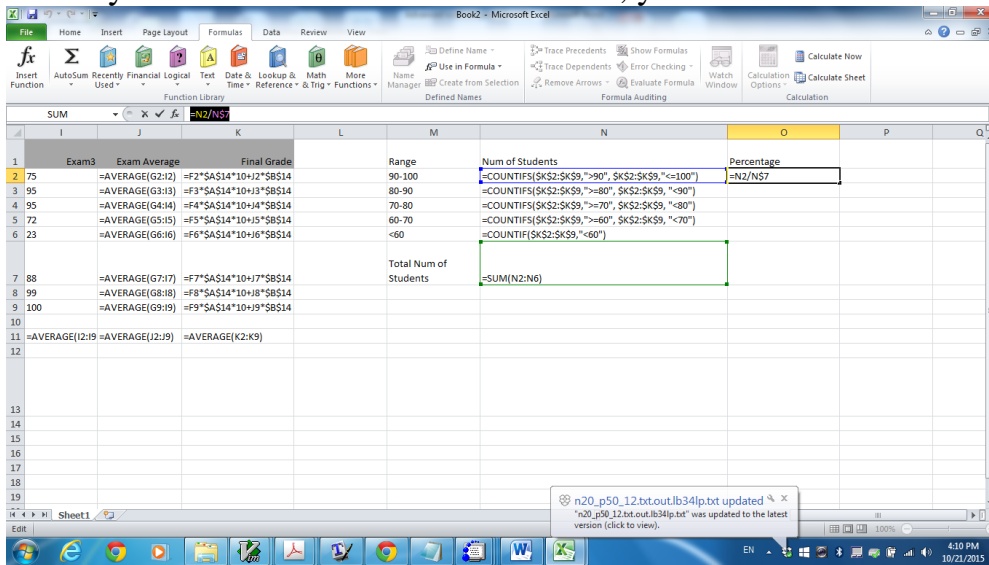 Book2 - Microsoft Excel
File Home Insert Page Layout Formulas Data Review View
Insert Function
AutoSum
Recently Used
Financial
Logical
Text
Date & Time
Lookup & Reference
Math & Trig
More Functions
Function Library
Name Manager
Define Name
Use in Formula
Create from Selection
Defined Names
Trace Precedents
Trace Dependents
Remove Arrows
Show Formulas
Error Checking
Evaluate Formula
Formula Auditing
Watch Window
Calculation Options
Calculate Now
Calculate Sheet
Calculation
SUM fx =N2/N$7
I J K L M N O P Q
1 Exam3 Exam Average Final Grade Range Num of Students Percentage
2 75 =AVERAGE(G2:I2) =F2*$A$14*10+J2*$B$14 90-100 =COUNTIFS($K$2:$K$9,">90", $K$2:$K$9,"<=100") =N2/N$7
3 95 =AVERAGE(G3:I3) =F3*$A$14*10+J3*$B$14 80-90 =COUNTIFS($K$2:$K$9,">=80", $K$2:$K$9, "<90")
4 95 =AVERAGE(G4:I4) =F4*$A$14*10+J4*$B$14 70-80 =COUNTIFS($K$2:$K$9,">=70", $K$2:$K$9, "<80")
5 72 =AVERAGE(G5:I5) =F5*$A$14*10+J5*$B$14 60-70 =COUNTIFS($K$2:$K$9,">=60", $K$2:$K$9, "<70")
6 23 =AVERAGE(G6:I6) =F6*$A$14*10+J6*$B$14 <60 =COUNTIF($K$2:$K$9,"<60")
Total Num of
7 88 =AVERAGE(G7:I7) =F7*$A$14*10+J7*$B$14 Students =SUM(N2:N6)
8 99 =AVERAGE(G8:I8) =F8*$A$14*10+J8*$B$14
9 100 =AVERAGE(G9:I9) =F9*$A$14*10+J9*$B$14
10
11 =AVERAGE(I2:I9 =AVERAGE(J2:J9) =AVERAGE(K2:K9)
12
13
14
15
16
17
18
19
n20_p50_12.txt.out.lb34lp.txt updated
"n20_p50_12.txt.out.lb34lp.txt" was updated to the latest
version (click to view).
Sheet1
Edit 100%
EN 4:10 PM
10/21/2015